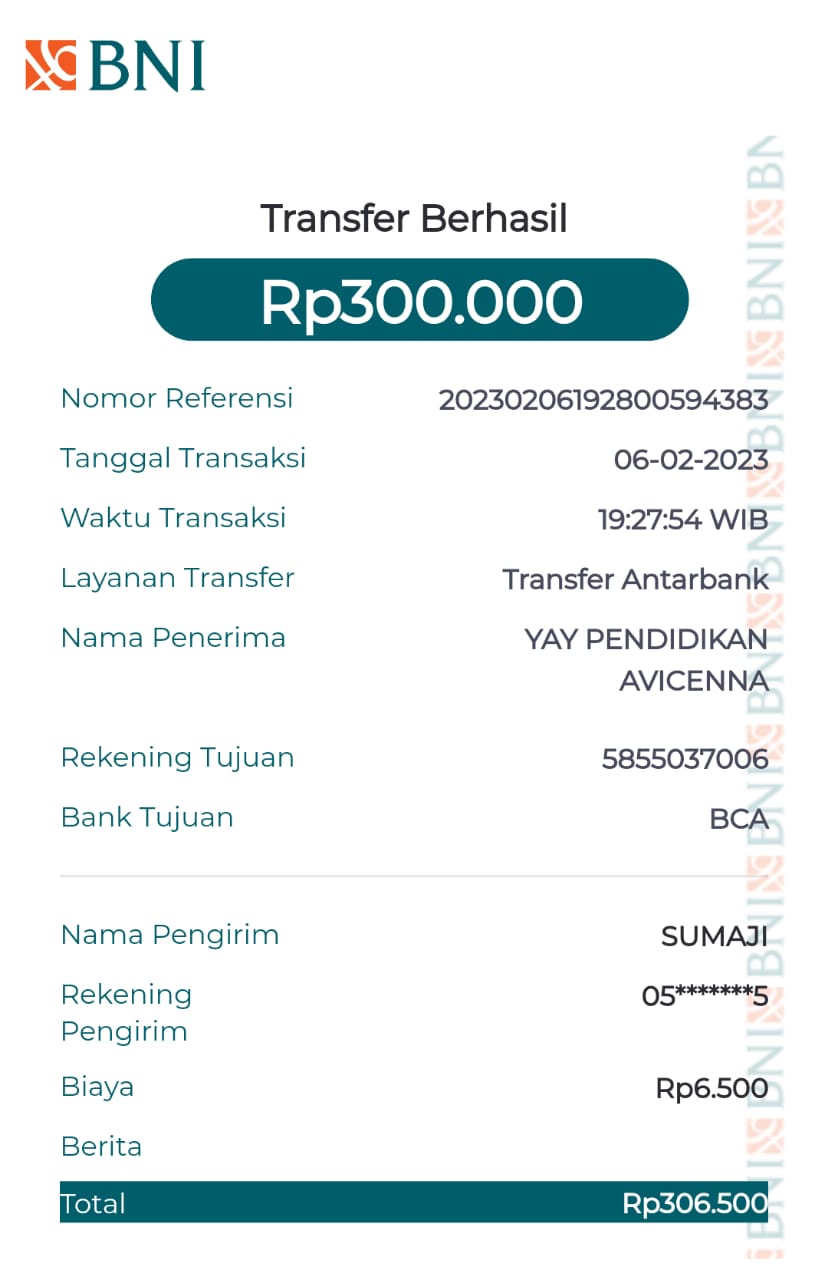 BNI
Transfer Berhasil
Rp300.000
Nomor Referensi 20230206192800594383
Tanggal Transaksi 06-02-2023
Waktu Transaksi 19:27:54 WIB
Layanan Transfer Transfer Antarbank
Nama Penerima YAY PENDIDIKAN
AVICENNA
Rekening Tujuan 5855037006
Bank Tujuan BCA
Nama Pengirim SUMAJI
Rekening 05*******5
Pengirim
Biaya Rp6.500
Berita
Total Rp306.500
BNI BNI BNI BNI BNI BNI BNI BNI BN